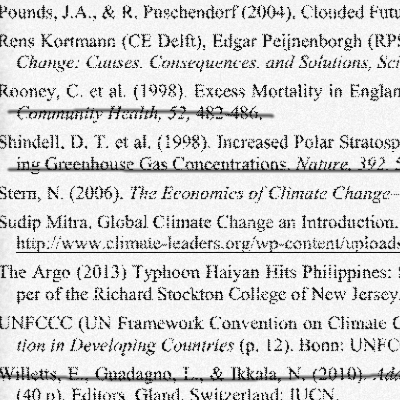 Pounds, J.A., & R. Puschendorf (2004), Clouded Futu
Rens Kortmann (CE Delft), Edgar Peijnenborgh (RPS
Change: Causes, Consequences, and Solutions, Sci
Rooney, C. et al. (1998). Excess Mortality in Englan
Community Health, 52, 482-486.
Shindell, D. T. et al. (1998). Increased Polar Stratosp
ing Greenhouse Gas Concentrations. Nature, 392, 5
Stern, N. (2006). The Economics of Climate Change–
Sudip Mitra, Global Climate Change an Introduction.
http://www.climate-leaders.org/wp-content/uploads
The Argo (2013) Typhoon Haiyan Hits Philippines: S
per of the Richard Stockton College of New Jersey.
UNFCCC (UN Framework Convention on Climate C
tion in Developing Countries (p. 12). Bonn: UNFC
Willetts, E., Guadagno, L., & Ikkala, N. (2010). Add
(40 p). Editors, Gland, Switzerland: IUCN.